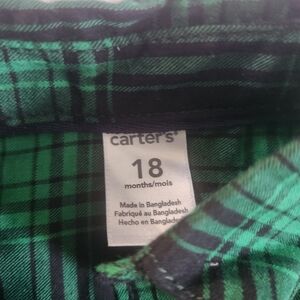 carter's
18
months/mois
Made in Bangladesh
Fabriqué au Bangladesh
Hecho en Bangladesh